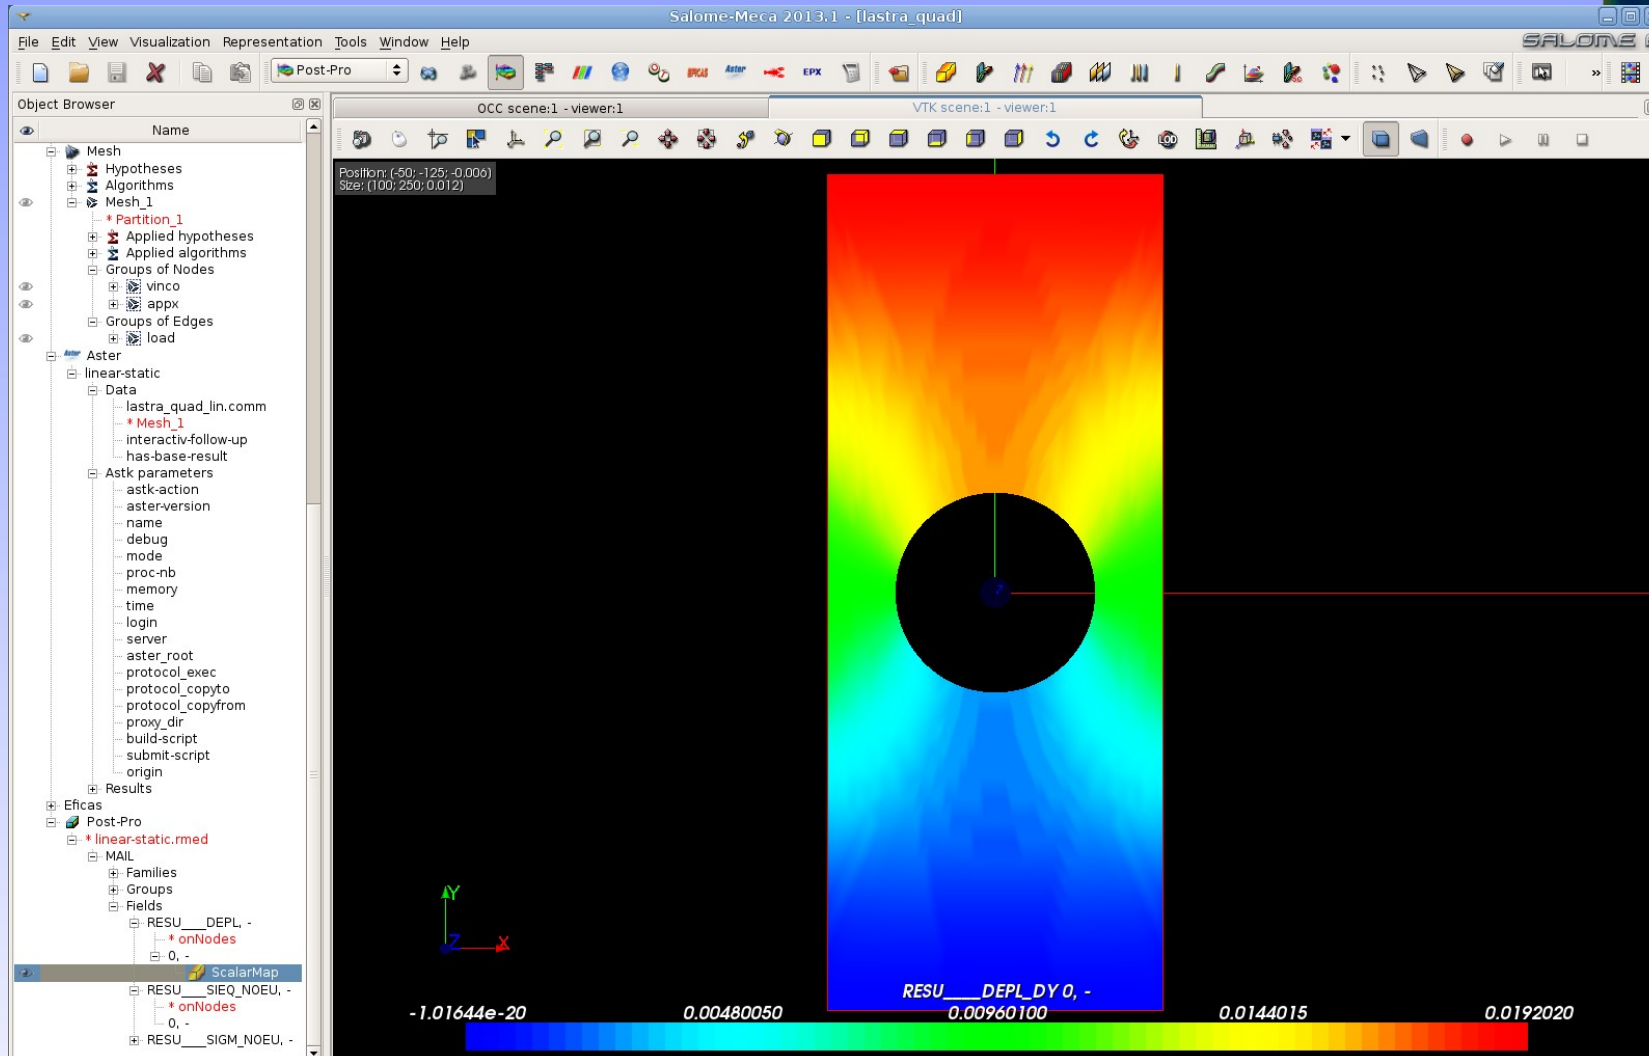 Salome-Meca 2013.1 - [lastra_quad]
File Edit View Visualization Representation Tools Window Help
SALOME
Post-Pro
EFICAS
Aster
EPX
»
Object Browser
OCC scene:1 - viewer:1
VTK scene:1 - viewer:1
Name
Mesh
Hypotheses
Algorithms
Mesh_1
* Partition_1
Applied hypotheses
Applied algorithms
Groups of Nodes
vinco
appx
Groups of Edges
load
Aster
Aster
linear-static
Data
lastra_quad_lin.comm
* Mesh_1
interactiv-follow-up
has-base-result
Astk parameters
astk-action
aster-version
name
debug
mode
proc-nb
memory
time
login
server
aster_root
protocol_exec
protocol_copyto
protocol_copyfrom
proxy_dir
build-script
submit-script
origin
Results
Eficas
Post-Pro
* linear-static.rmed
MAIL
Families
Groups
Fields
RESU____DEPL, -
* onNodes
0, -
ScalarMap
RESU____SIEQ_NOEU, -
* onNodes
0, -
RESU____SIGM_NOEU, -
Position: (-50; -125; -0.006)
Size: (100; 250; 0.012)
Z
Y
Z
X
RESU____DEPL_DY 0, -
-1.01644e-20 0.00480050 0.00960100 0.0144015 0.0192020